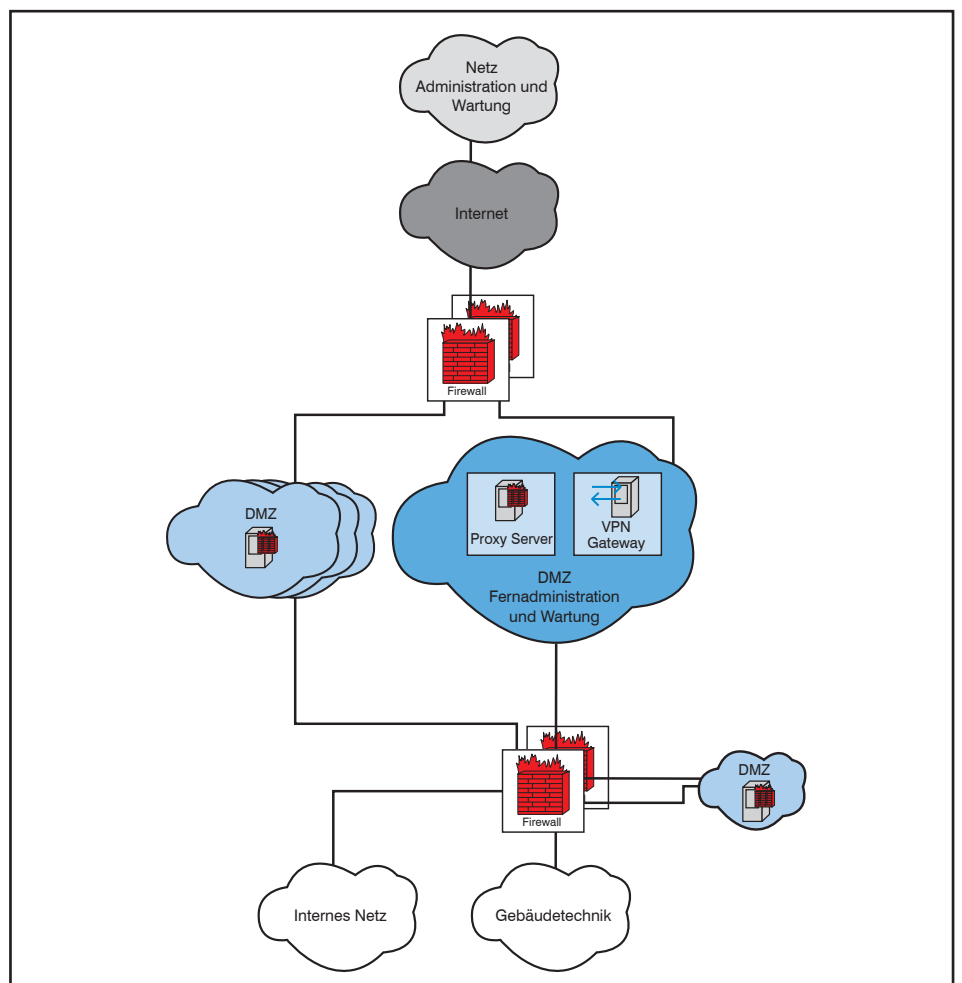 Netz
Administration und
Wartung
Internet
Firewall
DMZ
Proxy Server
VPN
Gateway
DMZ
Fernadministration
und Wartung
Firewall
DMZ
Internes Netz
Gebäudetechnik